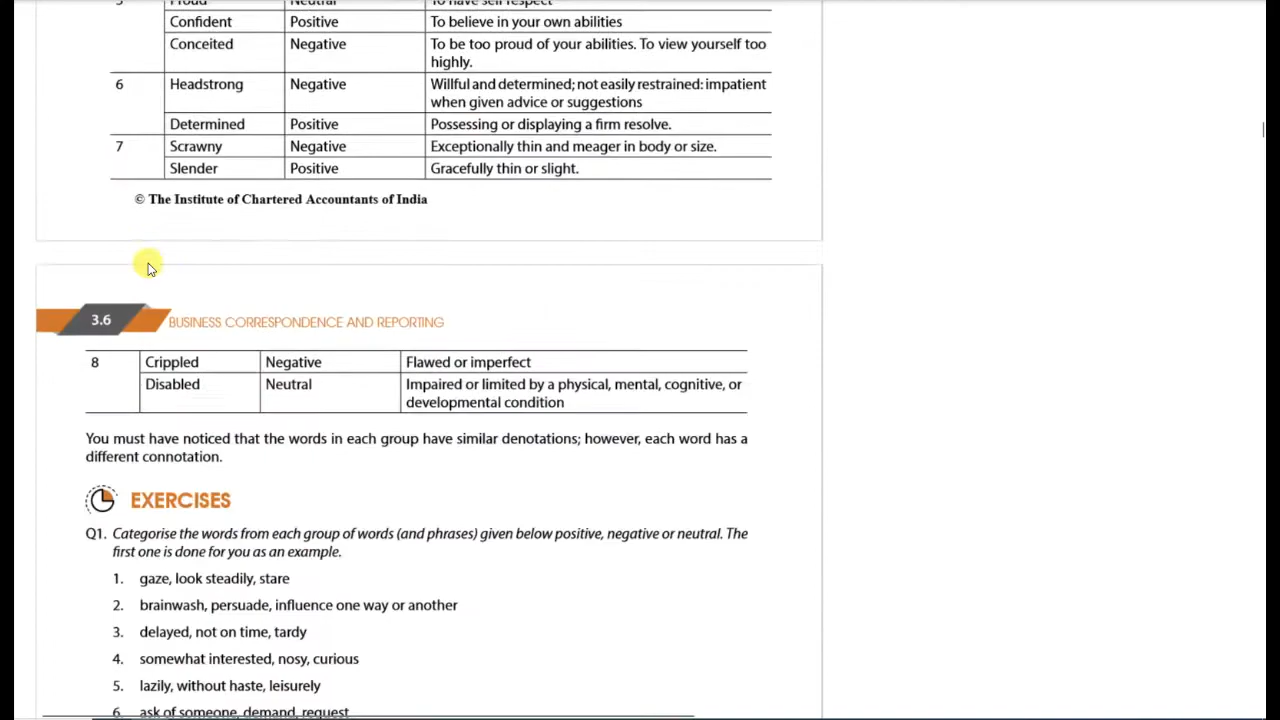 5 Proud Neutral To have self respect
Confident Positive To believe in your own abilities
Conceited Negative To be too proud of your abilities. To view yourself too
highly.
6 Headstrong Negative Willful and determined; not easily restrained: impatient
when given advice or suggestions
Determined Positive Possessing or displaying a firm resolve.
7 Scrawny Negative Exceptionally thin and meager in body or size.
Slender Positive Gracefully thin or slight.
© The Institute of Chartered Accountants of India
3.6 BUSINESS CORRESPONDENCE AND REPORTING
8 Crippled Negative Flawed or imperfect
Disabled Neutral Impaired or limited by a physical, mental, cognitive, or
developmental condition
You must have noticed that the words in each group have similar denotations; however, each word has a
different connotation.
EXERCISES
Q1. Categorise the words from each group of words (and phrases) given below positive, negative or neutral. The
first one is done for you as an example.
1. gaze, look steadily, stare
2. brainwash, persuade, influence one way or another
3. delayed, not on time, tardy
4. somewhat interested, nosy, curious
5. lazily, without haste, leisurely
6. ask of someone, demand, request